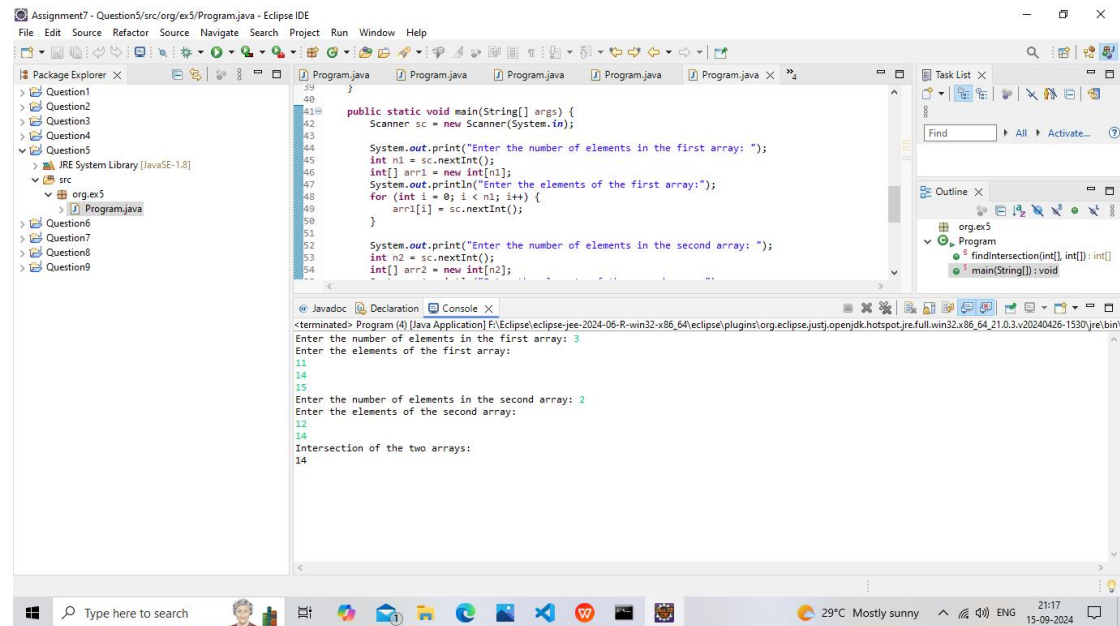 Assignment7 - Question5/src/org/ex5/Program.java - Eclipse IDE
File Edit Source Refactor Source Navigate Search Project Run Window Help
Package Explorer
Question1
Question2
Question3
Question4
Question5
JRE System Library [JavaSE-1.8]
src
org.ex5
Program.java
Question6
Question7
Question8
Question9
Program.java Program.java Program.java Program.java Program.java 4
39 }
40
41 public static void main(String[] args) {
42 Scanner sc = new Scanner(System.in);
43
44 System.out.print("Enter the number of elements in the first array: ");
45 int n1 = sc.nextInt();
46 int[] arr1 = new int[n1];
47 System.out.println("Enter the elements of the first array:");
48 for (int i = 0; i < n1; i++) {
49 arr1[i] = sc.nextInt();
50 }
51
52 System.out.print("Enter the number of elements in the second array: ");
53 int n2 = sc.nextInt();
54 int[] arr2 = new int[n2];
Task List
Find All Activate...
Outline
org.ex5
Program
findIntersection(int[], int[]) : int[]
main(String[]) : void
Javadoc Declaration Console
<terminated> Program (4) [Java Application] F:\Eclipse\eclipse-jee-2024-06-R-win32-x86_64\eclipse\plugins\org.eclipse.justj.openjdk.hotspot.jre.full.win32.x86_64_21.0.3.v20240426-1530\jre\bin\
Enter the number of elements in the first array: 3
Enter the elements of the first array:
11
14
15
Enter the number of elements in the second array: 2
Enter the elements of the second array:
12
14
Intersection of the two arrays:
14
Type here to search
29°C Mostly sunny
ENG
21:17
15-09-2024